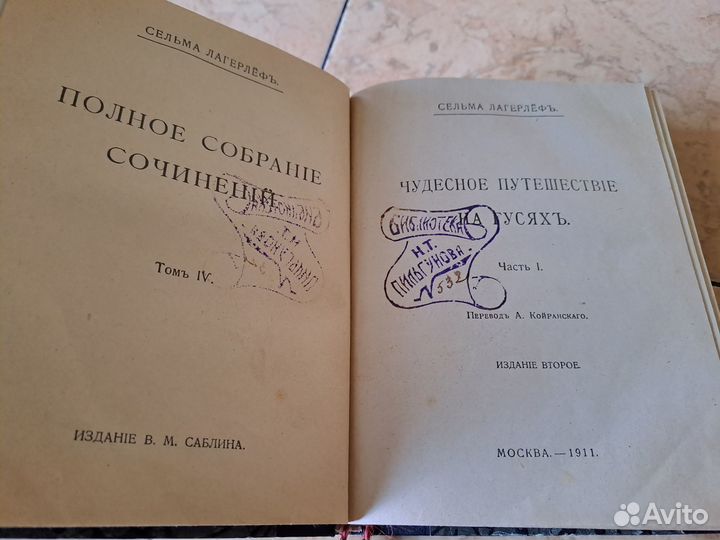 СЕЛЬМА ЛАГЕРЛЁФЪ.
ПОЛНОЕ СОБРАНІЕ
СОЧИНЕНІЙ
Томъ IV.
ИЗДАНІЕ В. М. САБЛИНА.
СЕЛЬМА ЛАГЕРЛЁФЪ.
ЧУДЕСНОЕ ПУТЕШЕСТВІЕ
НА ГУСЯХЪ.
БИБЛІОТЕКА
Н.Т.
ПИЛЬГУНОВА
N 532
Часть I.
Переводъ А. Койранскаго.
ИЗДАНІЕ ВТОРОЕ.
МОСКВА.—1911.
Avito